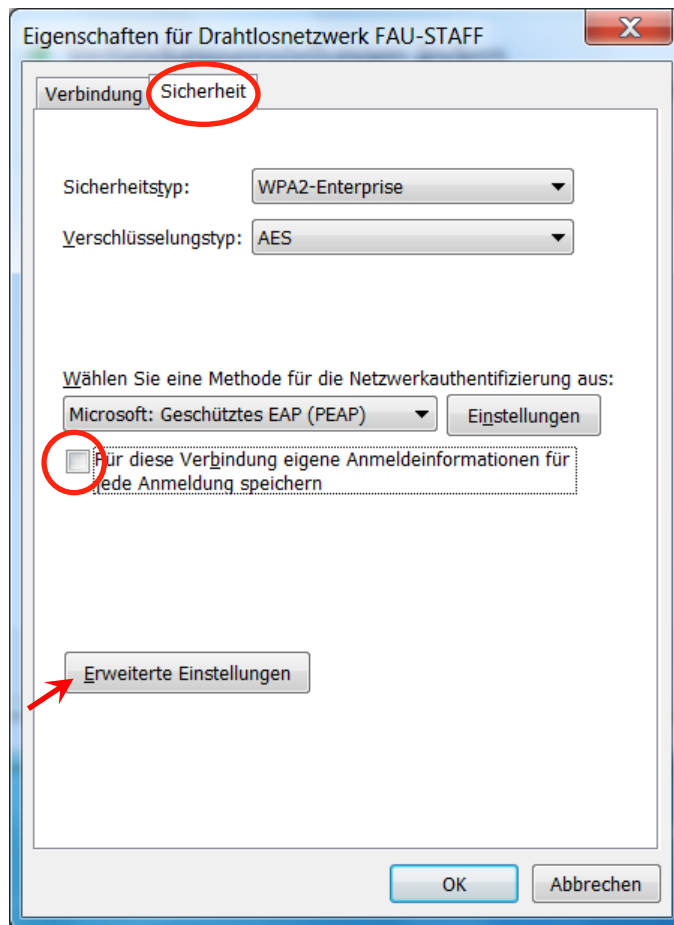 Eigenschaften für Drahtlosnetzwerk FAU-STAFF
Verbindung Sicherheit
Sicherheitstyp: WPA2-Enterprise
Verschlüsselungstyp: AES
Wählen Sie eine Methode für die Netzwerkauthentifizierung aus:
Microsoft: Geschütztes EAP (PEAP) Einstellungen
Für diese Verbindung eigene Anmeldeinformationen für
jede Anmeldung speichern
Erweiterte Einstellungen
OK Abbrechen